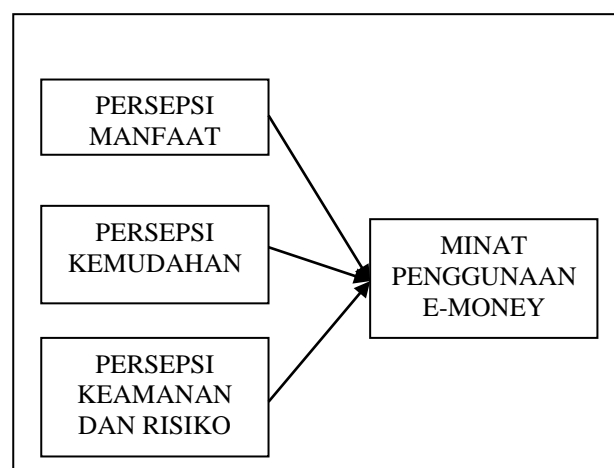 PERSEPSI
MANFAAT
PERSEPSI
KEMUDAHAN
PERSEPSI
KEAMANAN
DAN RISIKO
MINAT
PENGGUNAAN
E-MONEY